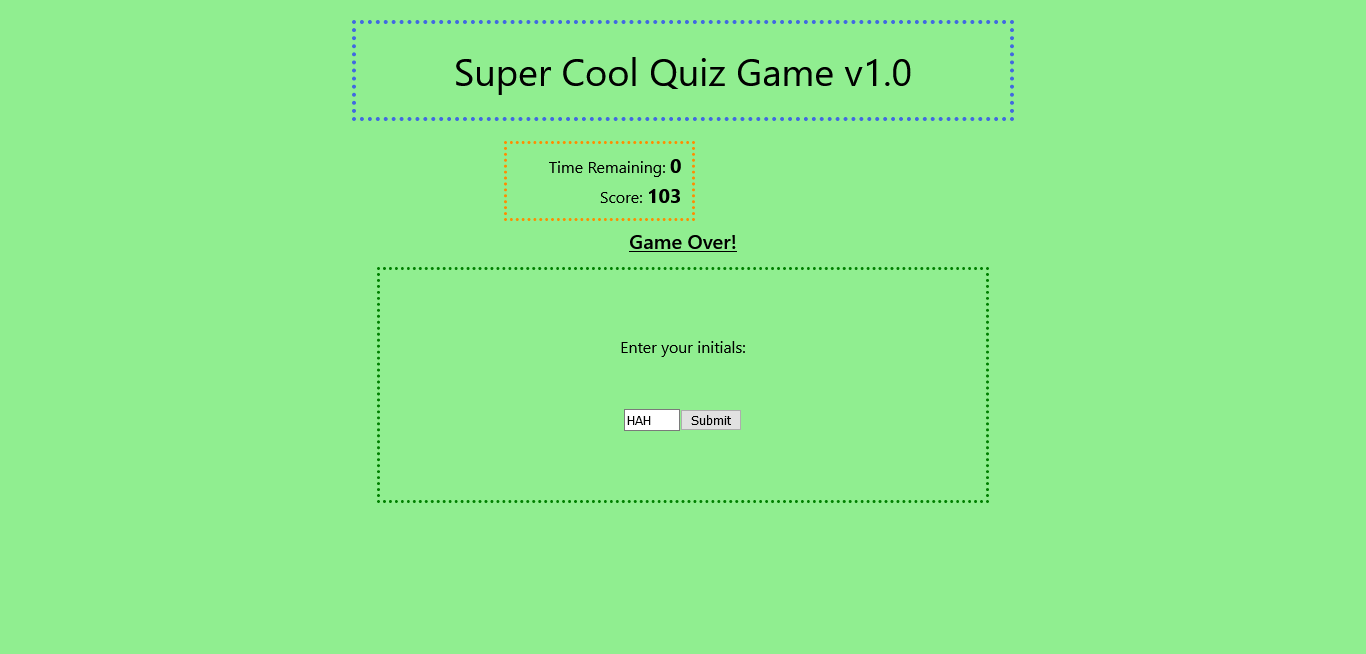 Super Cool Quiz Game v1.0
Time Remaining: 0
Score: 103
Game Over!
Enter your initials:
HAH Submit